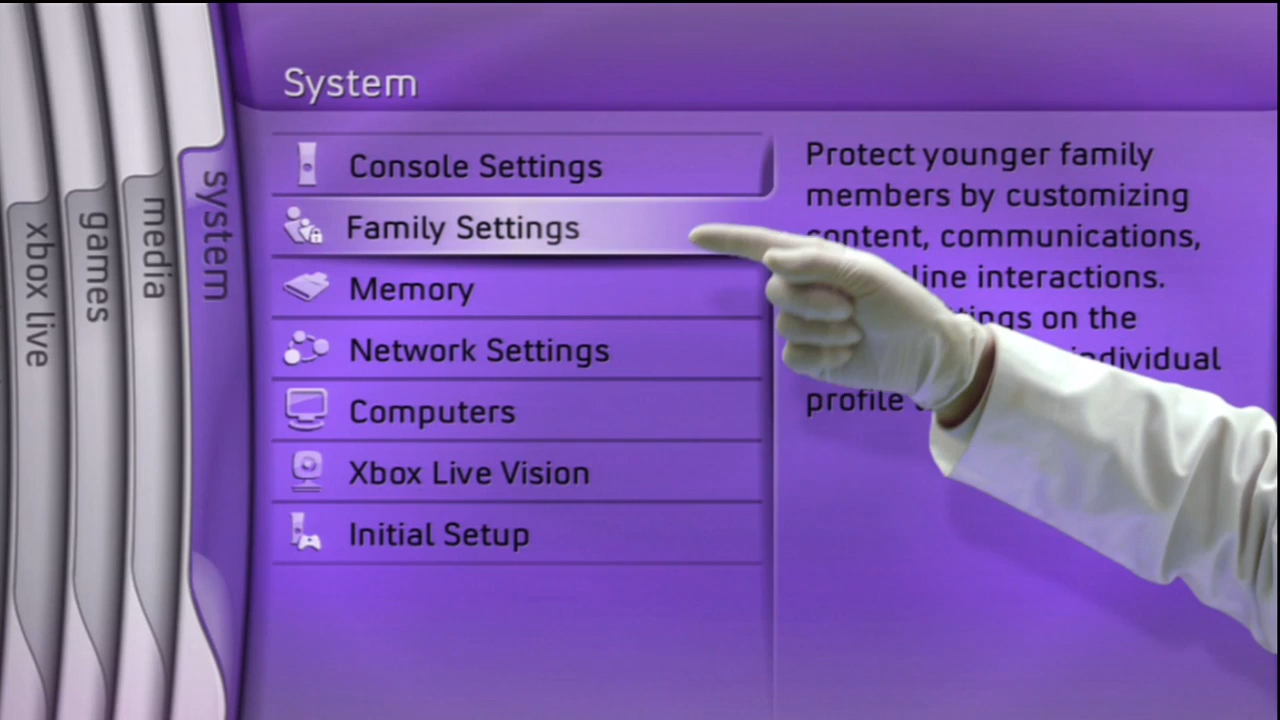 System
Console Settings
Family Settings
Memory
Network Settings
Computers
Xbox Live Vision
Initial Setup
Protect younger family
members by customizing
content, communications,
interactions.
on the
individual
profile
system
media
games
xbox live